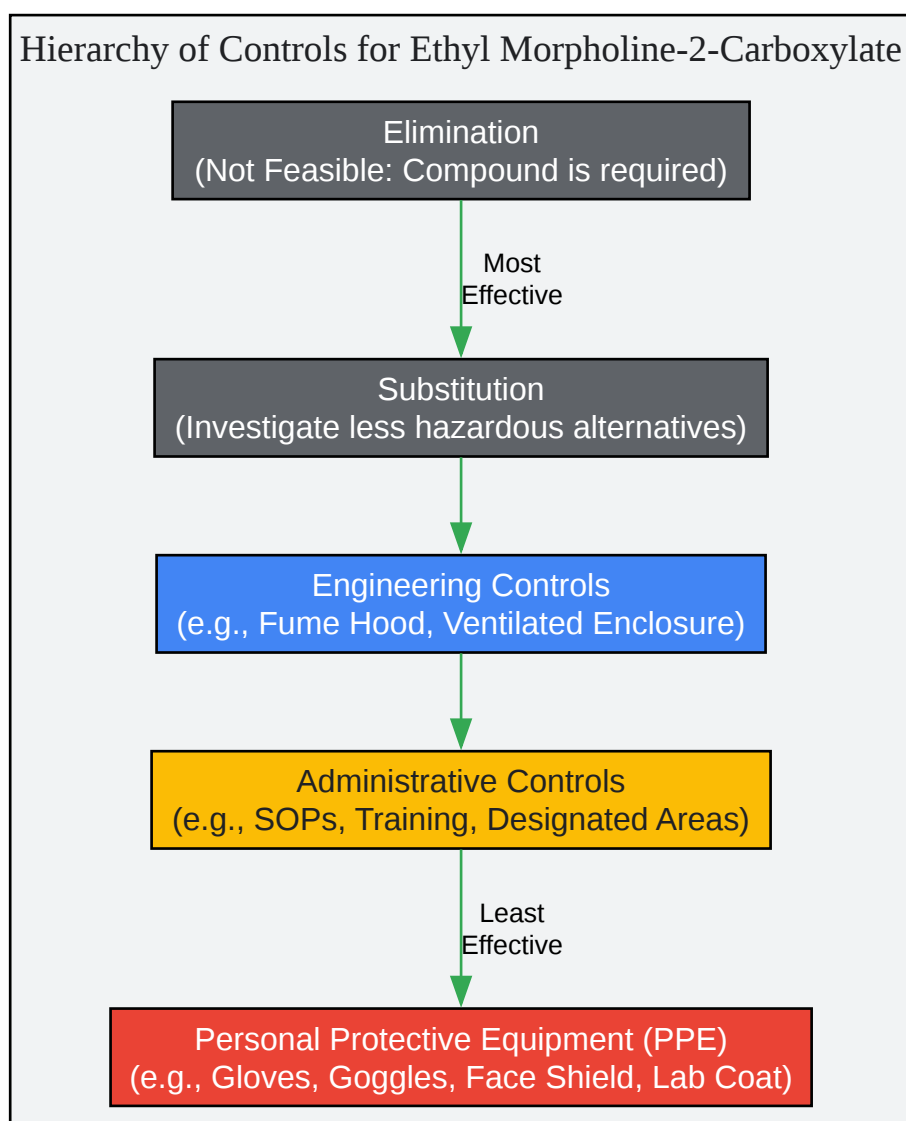 Hierarchy of Controls for Ethyl Morpholine-2-Carboxylate
Elimination
(Not Feasible: Compound is required)
Most
Effective
Substitution
(Investigate less hazardous alternatives)
Engineering Controls
(e.g., Fume Hood, Ventilated Enclosure)
Administrative Controls
(e.g., SOPs, Training, Designated Areas)
Least
Effective
Personal Protective Equipment (PPE)
(e.g., Gloves, Goggles, Face Shield, Lab Coat)